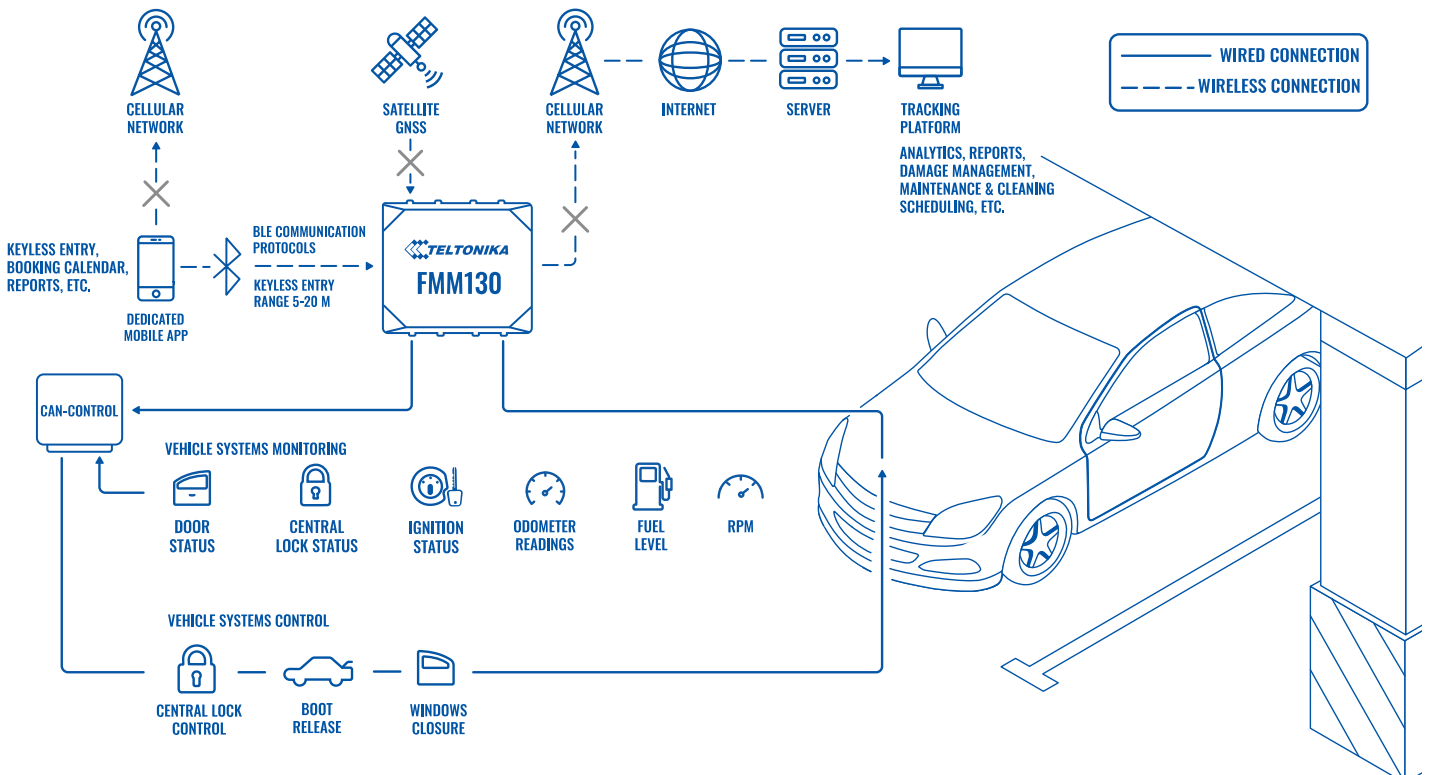 CELLULAR
NETWORK
SATELLITE
GNSS
CELLULAR
NETWORK
INTERNET
SERVER
TRACKING
PLATFORM
ANALYTICS, REPORTS,
DAMAGE MANAGEMENT,
MAINTENANCE & CLEANING
SCHEDULING, ETC.
WIRED CONNECTION
WIRELESS CONNECTION
KEYLESS ENTRY,
BOOKING CALENDAR,
REPORTS, ETC.
DEDICATED
MOBILE APP
BLE COMMUNICATION
PROTOCOLS
KEYLESS ENTRY
RANGE 5-20 M
TELTONIKA
FMM130
CAN-CONTROL
VEHICLE SYSTEMS MONITORING
DOOR
STATUS
CENTRAL
LOCK STATUS
IGNITION
STATUS
ODOMETER
READINGS
FUEL
LEVEL
RPM
VEHICLE SYSTEMS CONTROL
CENTRAL LOCK
CONTROL
BOOT
RELEASE
WINDOWS
CLOSURE